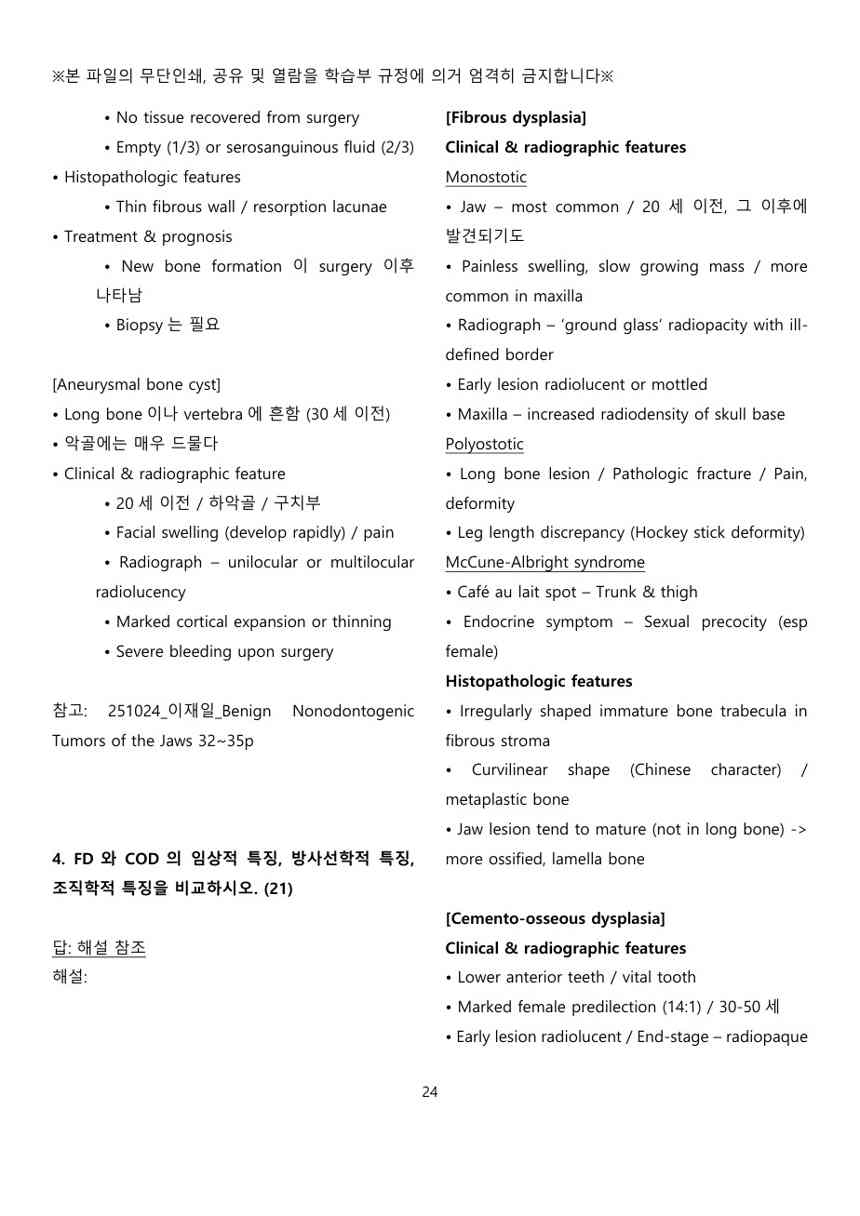 ※본 파일의 무단인쇄, 공유 및 열람을 학습부 규정에 의거 엄격히 금지합니다※
• No tissue recovered from surgery
• Empty (1/3) or serosanguinous fluid (2/3)
• Histopathologic features
• Thin fibrous wall / resorption lacunae
• Treatment & prognosis
• New bone formation 이 surgery 이후
나타남
• Biopsy 는 필요
[Aneurysmal bone cyst]
• Long bone 이나 vertebra 에 흔함 (30 세 이전)
• 악골에는 매우 드물다
• Clinical & radiographic feature
• 20 세 이전 / 하악골 / 구치부
• Facial swelling (develop rapidly) / pain
• Radiograph – unilocular or multilocular
radiolucency
• Marked cortical expansion or thinning
• Severe bleeding upon surgery
참고: 251024_이재일_Benign Nonodontogenic
Tumors of the Jaws 32~35p
4. FD 와 COD 의 임상적 특징, 방사선학적 특징,
조직학적 특징을 비교하시오. (21)
답: 해설 참조
해설:
[Fibrous dysplasia]
Clinical & radiographic features
Monostotic
• Jaw – most common / 20 세 이전, 그 이후에
발견되기도
• Painless swelling, slow growing mass / more
common in maxilla
• Radiograph – ‘ground glass’ radiopacity with ill-
defined border
• Early lesion radiolucent or mottled
• Maxilla – increased radiodensity of skull base
Polyostotic
• Long bone lesion / Pathologic fracture / Pain,
deformity
• Leg length discrepancy (Hockey stick deformity)
McCune-Albright syndrome
• Café au lait spot – Trunk & thigh
• Endocrine symptom – Sexual precocity (esp
female)
Histopathologic features
• Irregularly shaped immature bone trabecula in
fibrous stroma
• Curvilinear shape (Chinese character) /
metaplastic bone
• Jaw lesion tend to mature (not in long bone) ->
more ossified, lamella bone
[Cemento-osseous dysplasia]
Clinical & radiographic features
• Lower anterior teeth / vital tooth
• Marked female predilection (14:1) / 30-50 세
• Early lesion radiolucent / End-stage – radiopaque
24